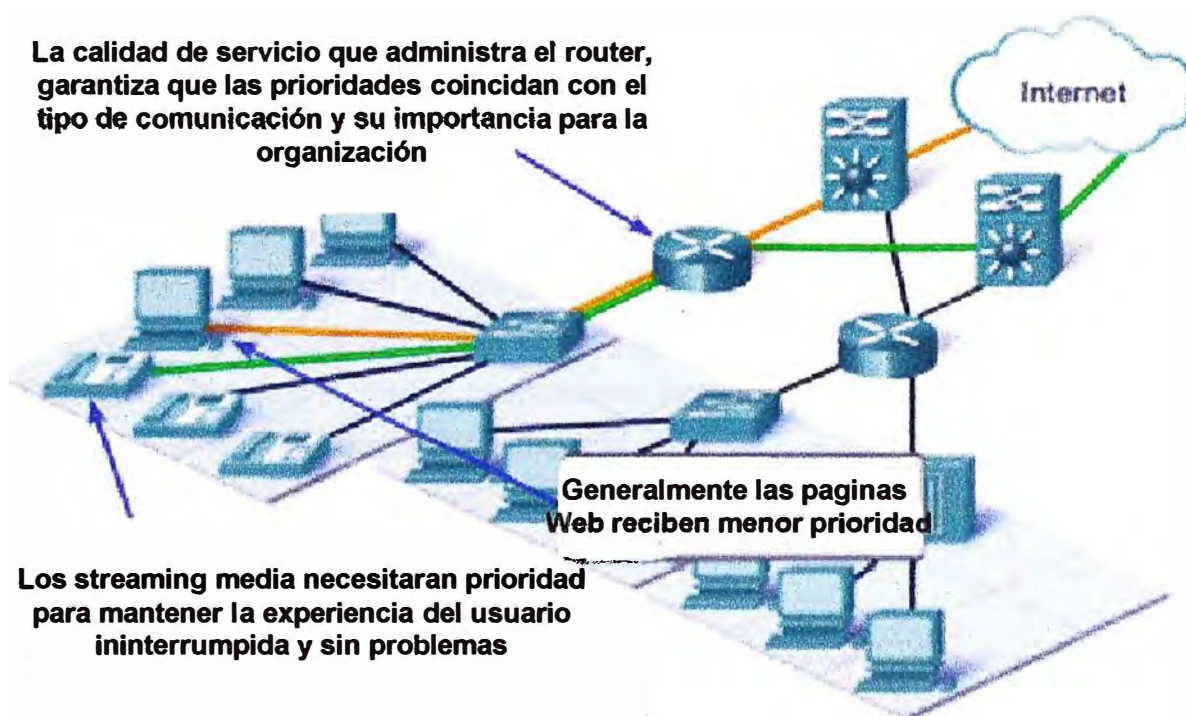 La calidad de servicio que administra el router,
garantiza que las prioridades coincidan con el
tipo de comunicación y su importancia para la
organización
Internet
Generalmente las paginas
Web reciben menor prioridad
Los streaming media necesitaran prioridad
para mantener la experiencia del usuario
ininterrumpida y sin problemas